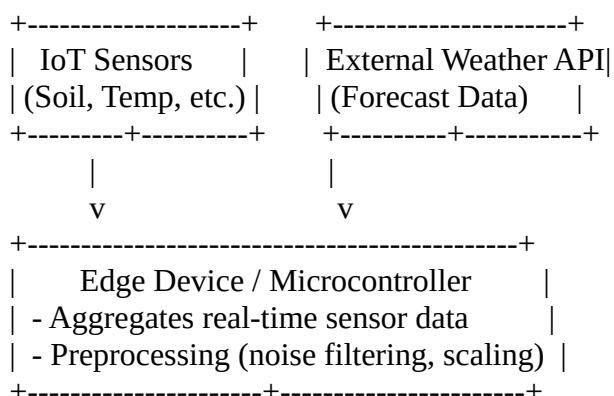 +--------------------+ +----------------------+
| IoT Sensors | | External Weather API|
| (Soil, Temp, etc.) | | (Forecast Data) |
+---------+----------+ +----------+-----------+
| |
v v
+----------------------------------------------+
| Edge Device / Microcontroller |
| - Aggregates real-time sensor data |
| - Preprocessing (noise filtering, scaling) |
+----------------------+-----------------------+